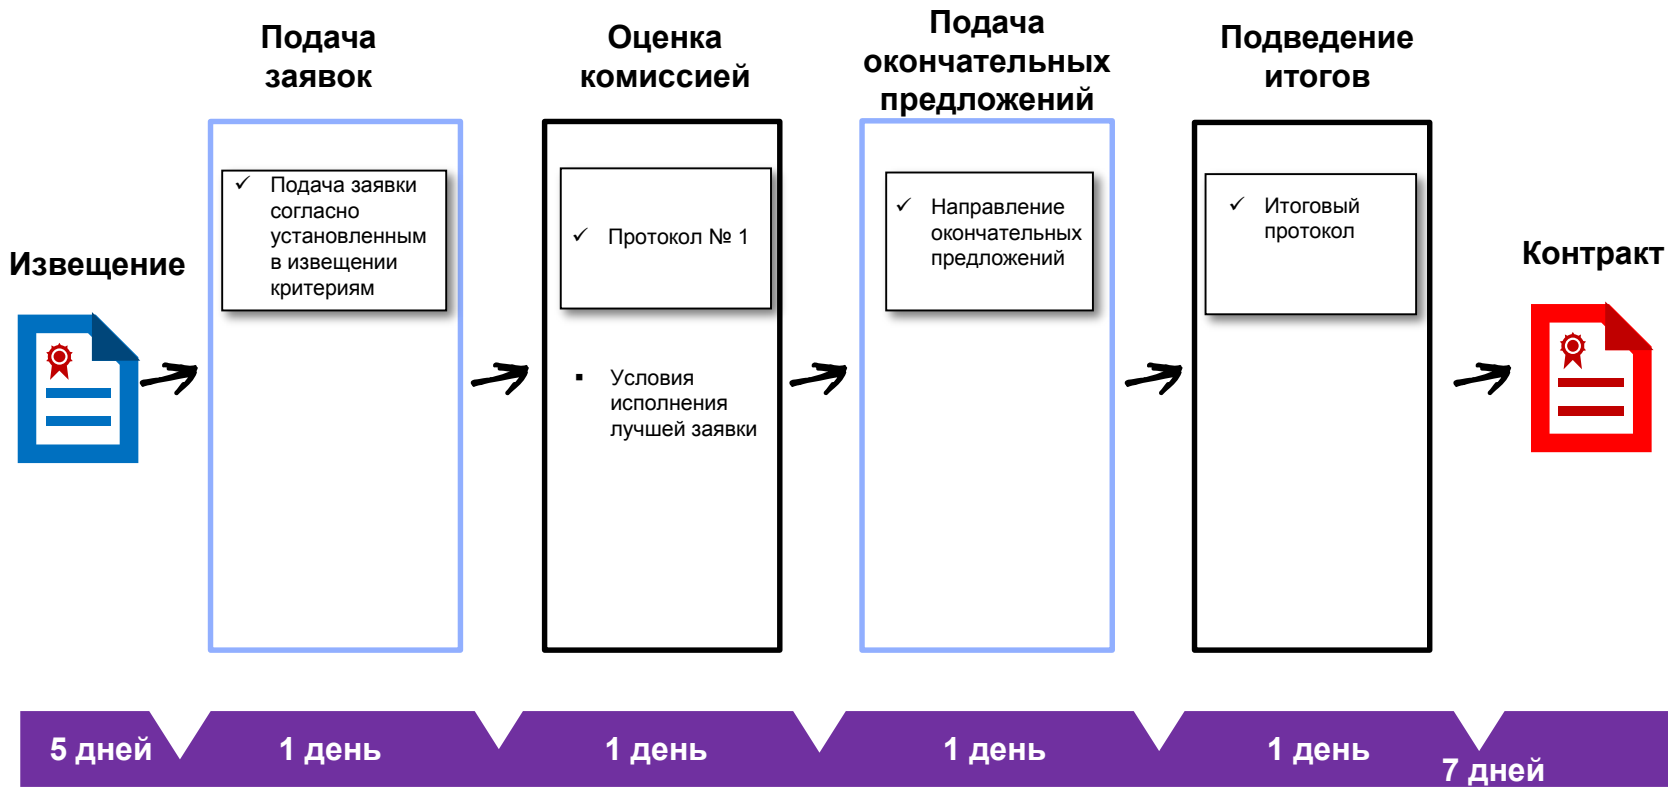 Извещение
Подача
заявок
✓ Подача заявки
согласно
установленным
в извещении
критериям
Оценка
комиссией
✓ Протокол № 1
▪ Условия
исполнения
лучшей заявки
Подача
окончательных
предложений
✓ Направление
окончательных
предложений
Подведение
итогов
✓ Итоговый
протокол
Контракт
5 дней
1 день
1 день
1 день
1 день
7 дней